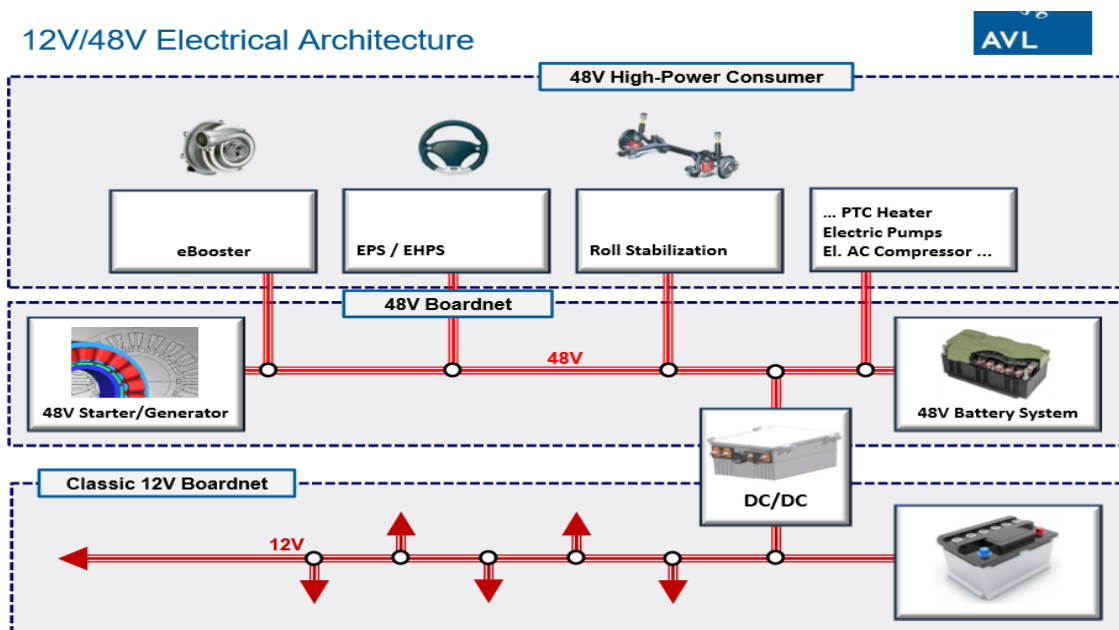 12V/48V Electrical Architecture
AVL
48V High-Power Consumer
eBooster
EPS / EHPS
Roll Stabilization
... PTC Heater
Electric Pumps
El. AC Compressor ...
48V Boardnet
48V
48V Starter/Generator
48V Battery System
DC/DC
Classic 12V Boardnet
12V